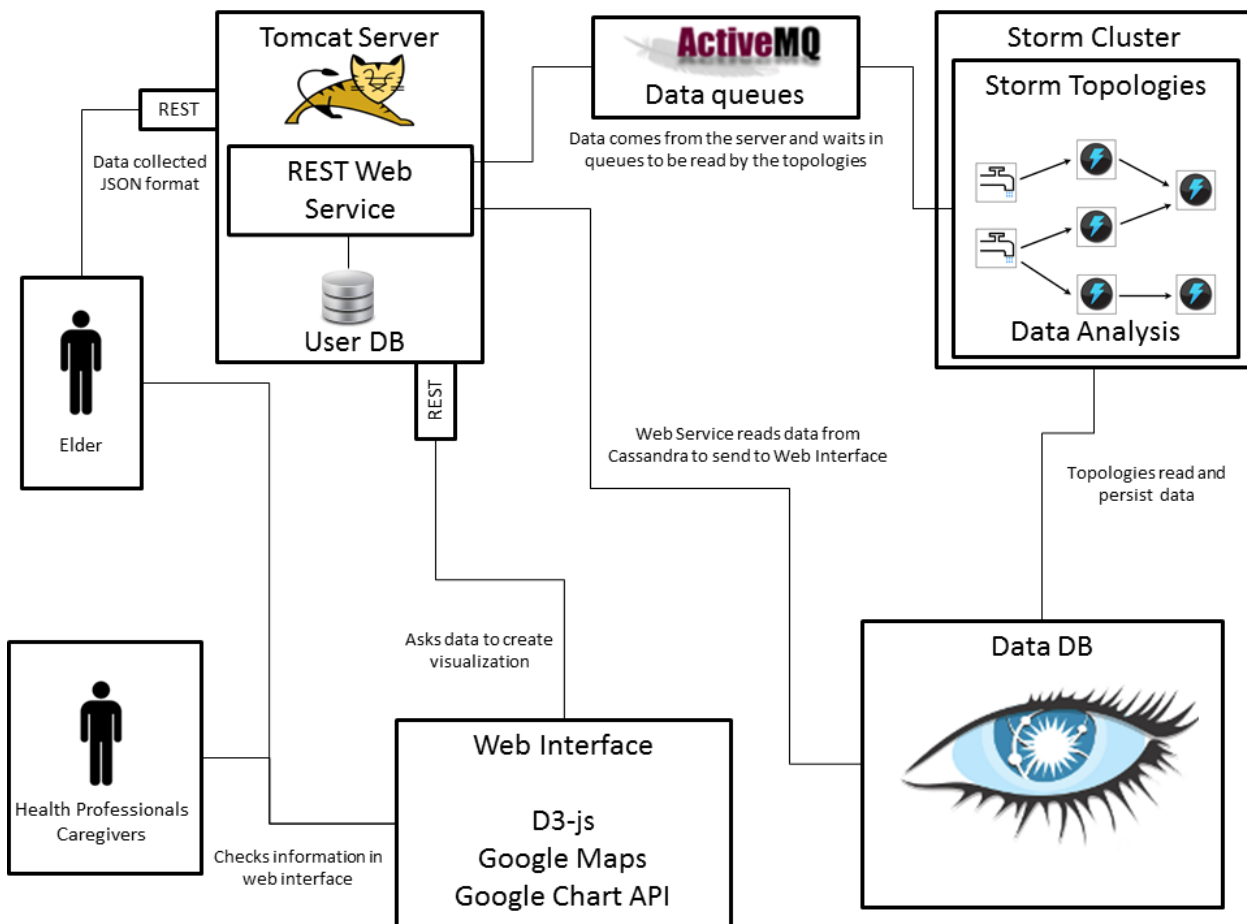 Tomcat Server
REST
Data collected
JSON format
REST Web
Service
User DB
REST
ActiveMQ
Data queues
Data comes from the server and waits in
queues to be read by the topologies
Storm Cluster
Storm Topologies
Data Analysis
Elder
Web Service reads data from
Cassandra to send to Web Interface
Topologies read and
persist data
Asks data to create
visualization
Data DB
Health Professionals
Caregivers
Checks information in
web interface
Web Interface
D3-js
Google Maps
Google Chart API